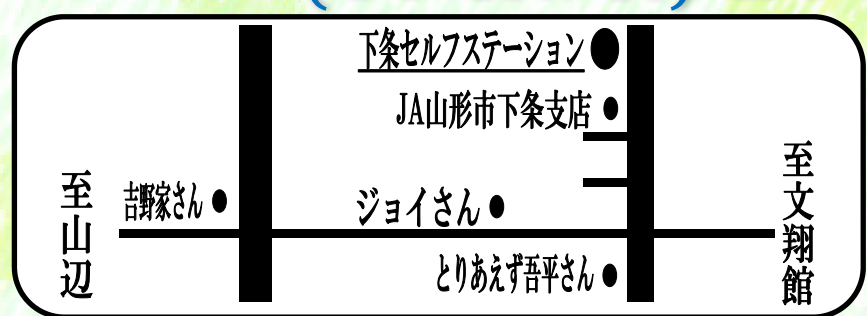 下条セルフステーション
JA山形市下条支店
至山辺
吉野家さん
ジョイさん
とりあえず吾平さん
至文翔館